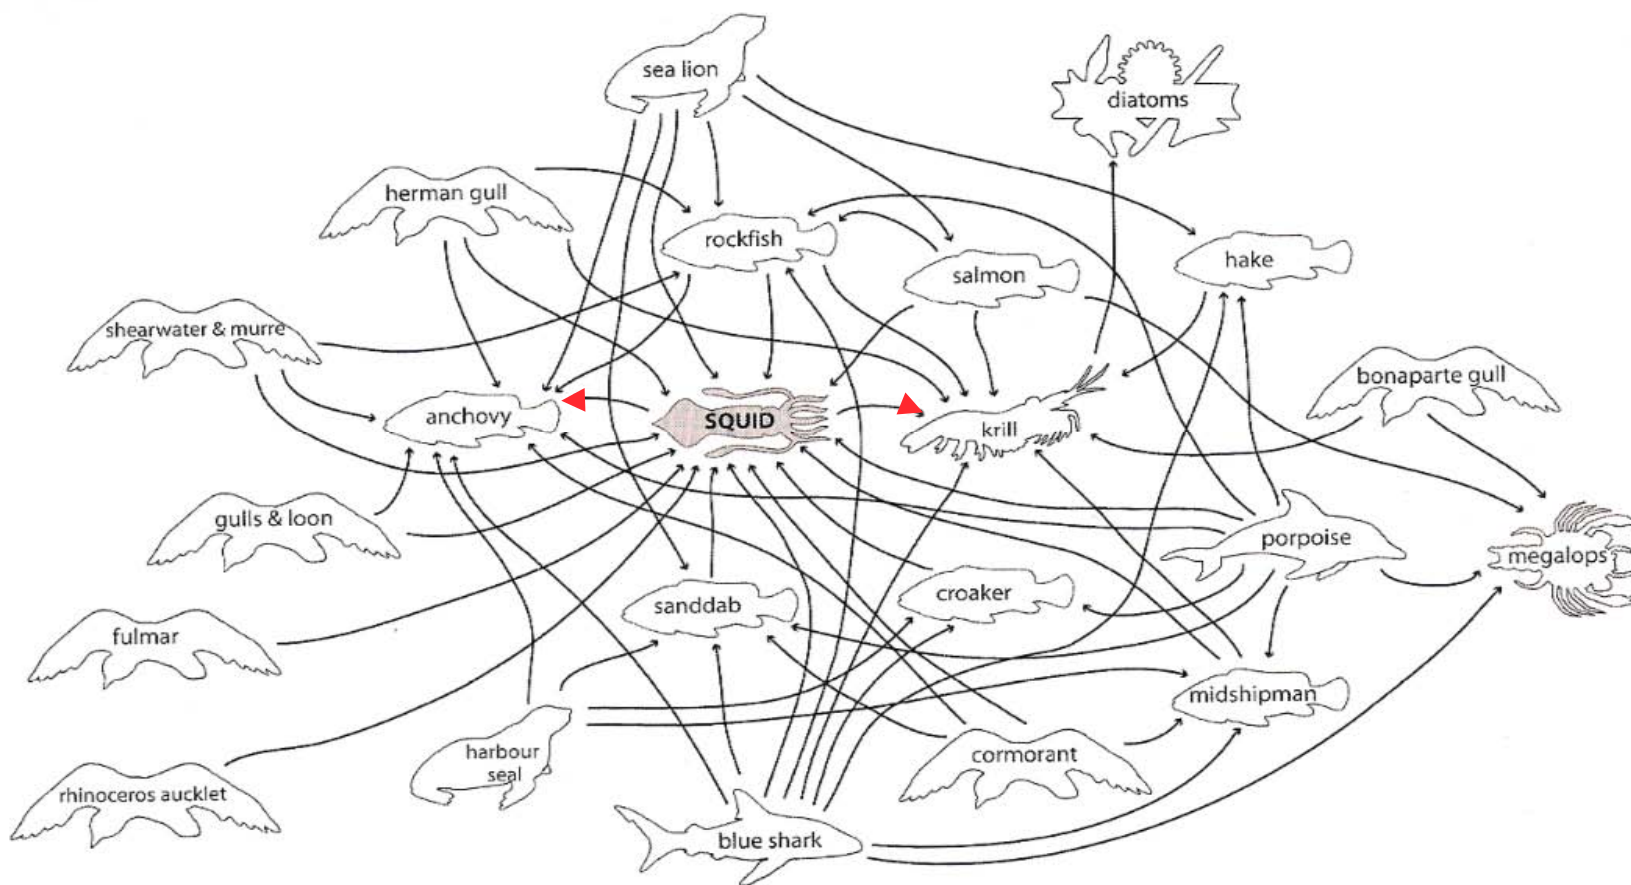 sea lion
diatoms
herman gull
rockfish
hake
salmon
shearwater & murre
bonaparte gull
anchovy
SQUID
krill
gulls & loon
porpoise
megalops
sanddab
croaker
fulmar
midshipman
harbour
seal
cormorant
rhinoceros aucklet
blue shark